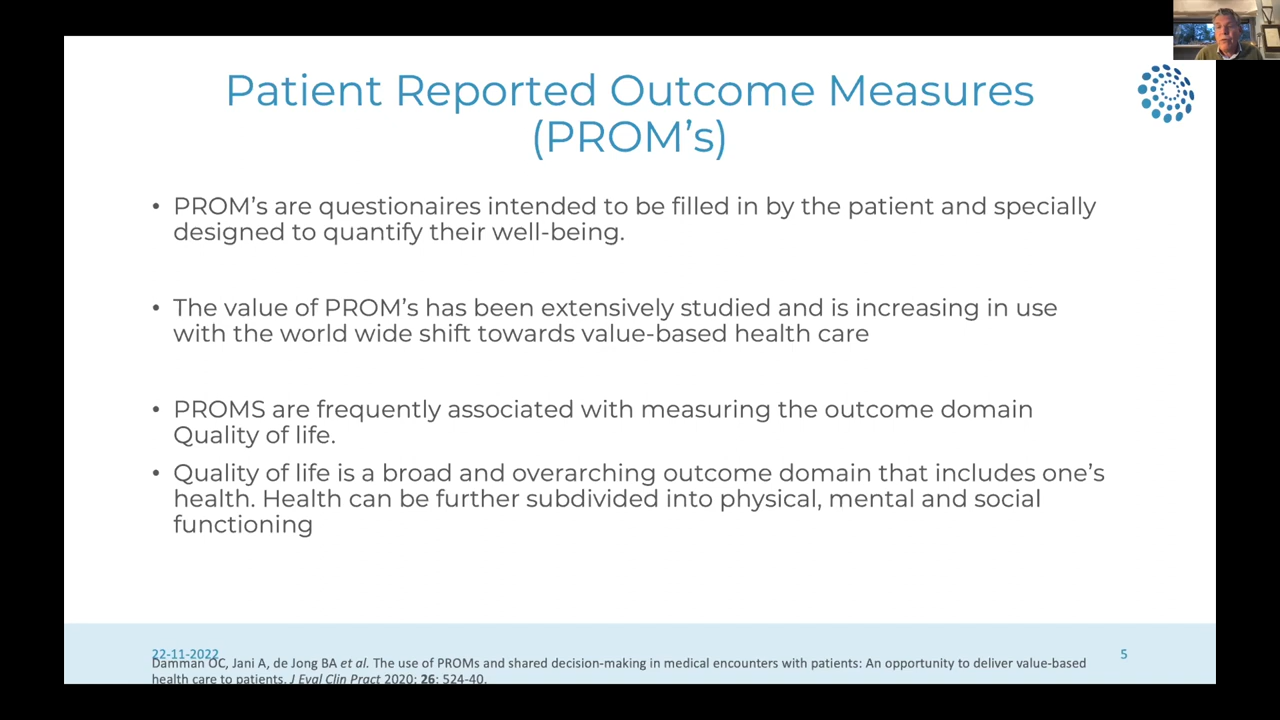 Patient Reported Outcome Measures
(PROM’s)
• PROM’s are questionaires intended to be filled in by the patient and specially
designed to quantify their well-being.
• The value of PROM’s has been extensively studied and is increasing in use
with the world wide shift towards value-based health care
• PROMS are frequently associated with measuring the outcome domain
Quality of life.
• Quality of life is a broad and overarching outcome domain that includes one’s
health. Health can be further subdivided into physical, mental and social
functioning
22-11-2022
5
Damman OC, Jani A, de Jong BA et al. The use of PROMs and shared decision-making in medical encounters with patients: An opportunity to deliver value-based
health care to patients. J Eval Clin Pract 2020; 26: 524-40.